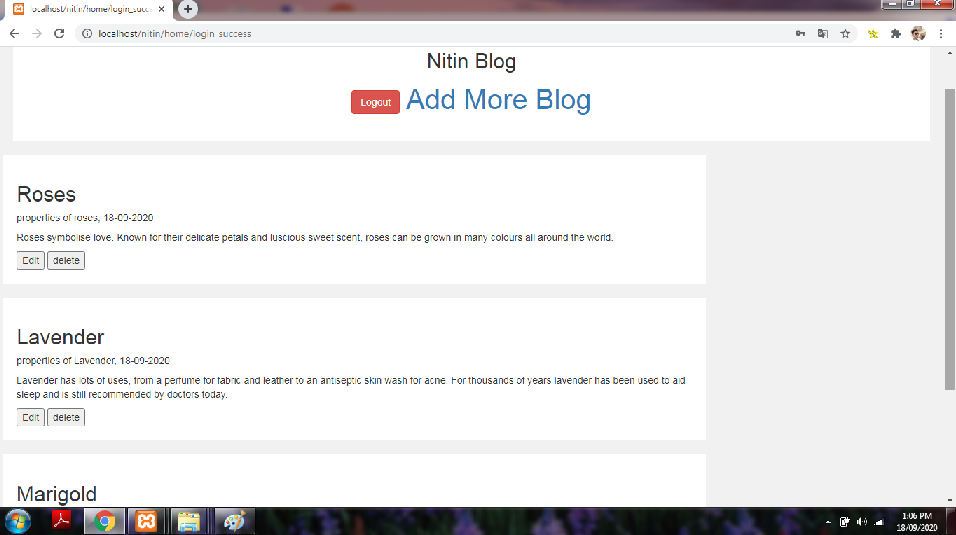 localhost/nitin/home/login_succ
localhost/nitin/home/login_success
Nitin Blog
Logout Add More Blog
Roses
properties of roses, 18-09-2020
Roses symbolise love. Known for their delicate petals and luscious sweet scent, roses can be grown in many colours all around the world.
Edit delete
Lavender
properties of Lavender, 18-09-2020
Lavender has lots of uses, from a perfume for fabric and leather to an antiseptic skin wash for acne. For thousands of years lavender has been used to aid
sleep and is still recommended by doctors today.
Edit delete
Marigold
1:06 PM
18/09/2020